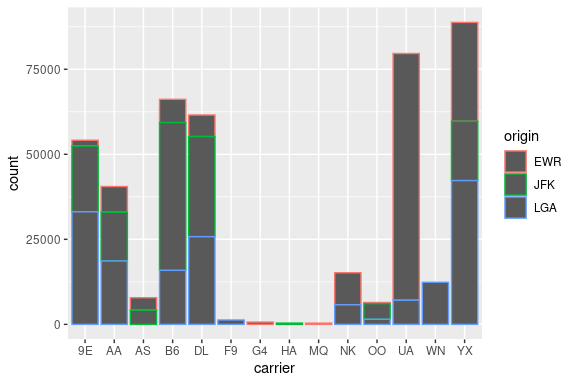 75000
50000
25000
0
count
9E AA AS B6 DL F9 G4 HA MQ NK OO UA WN YX
carrier
origin
EWR
JFK
LGA